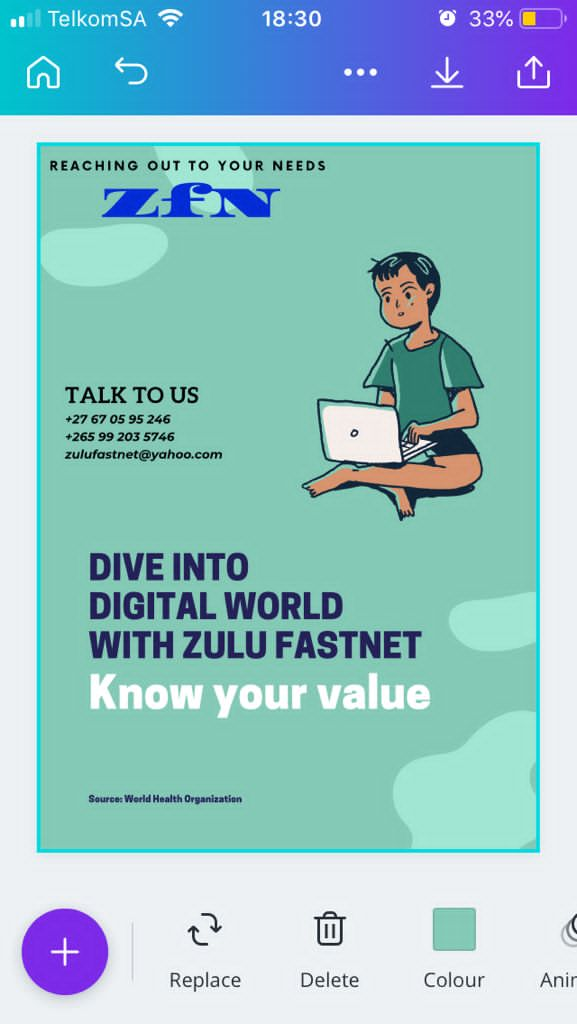 TelkomSA 18:30 33%
REACHING OUT TO YOUR NEEDS
ZfN
TALK TO US
+27 67 05 95 246
+265 99 203 5746
zulufastnet@yahoo.com
DIVE INTO
DIGITAL WORLD
WITH ZULU FASTNET
Know your value
Source: World Health Organization
Replace Delete Colour Anim